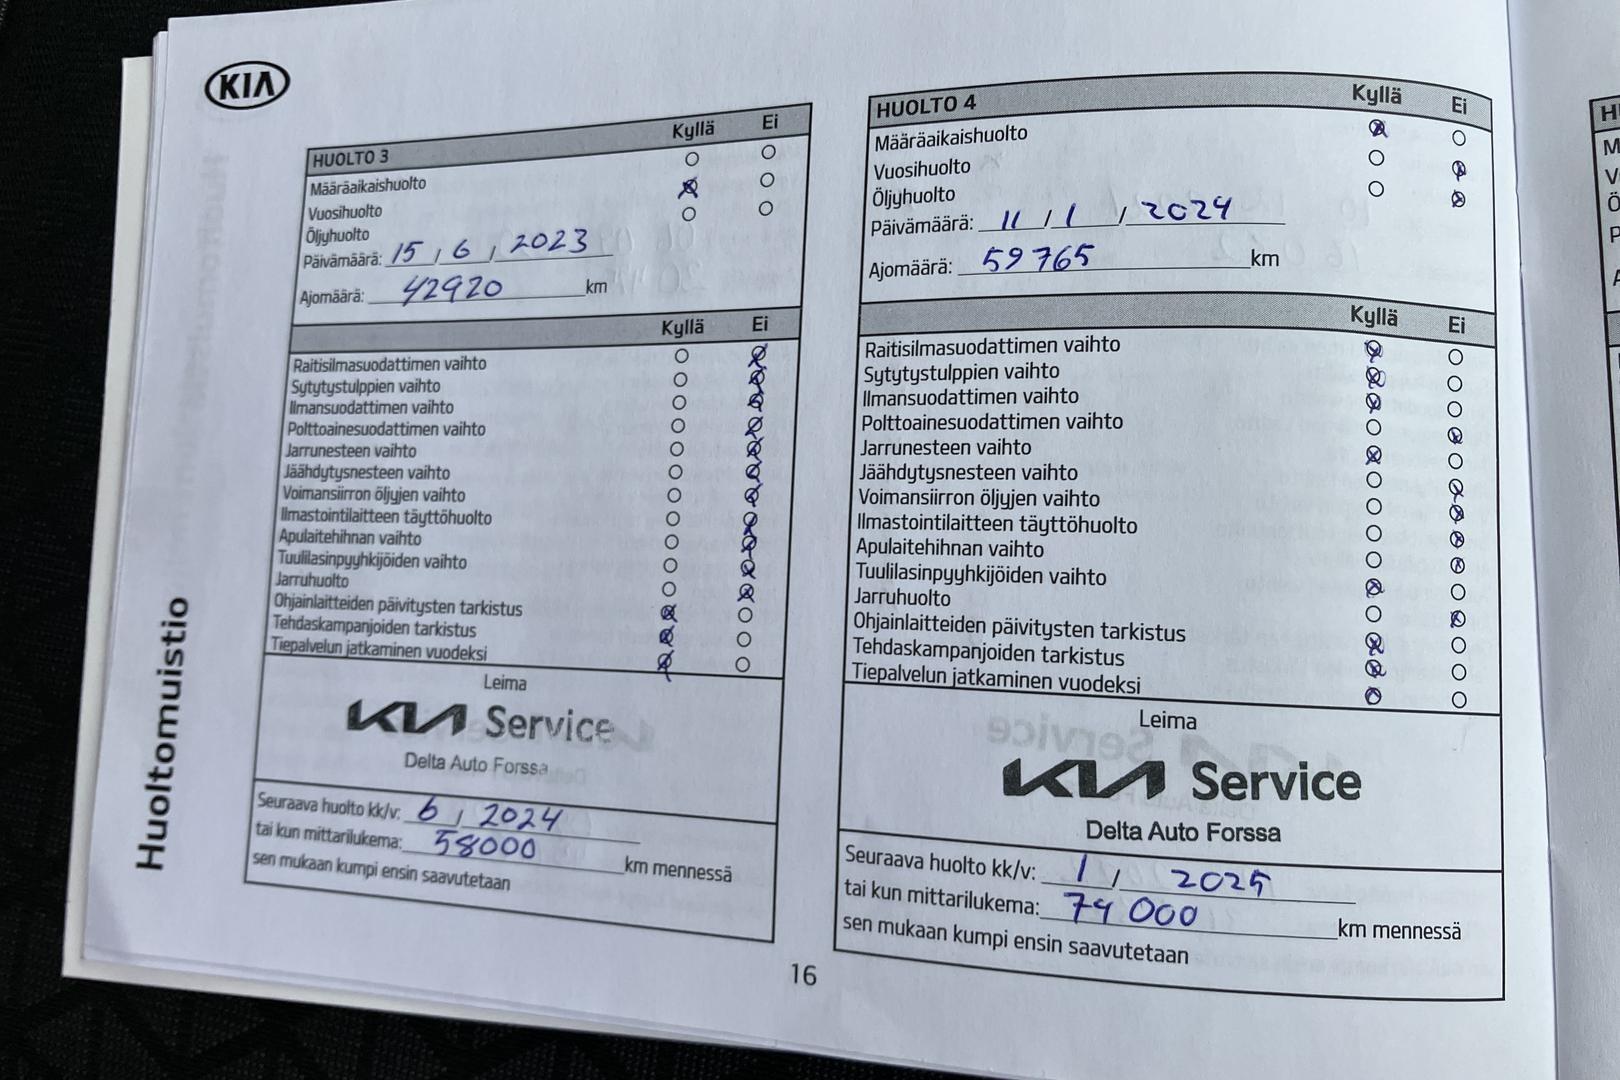 KIA
Huoltomuistio
HUOLTO 3 Kyllä Ei
Määräaikaishuolto
Vuosihuolto
Öljyhuolto
Päivämäärä: 15 / 6 / 2023
Ajomäärä: 42920 km
Kyllä Ei
Raitisilmasuodattimen vaihto
Sytytystulppien vaihto
Ilmansuodattimen vaihto
Polttoainesuodattimen vaihto
Jarrunesteen vaihto
Jäähdytysnesteen vaihto
Voimansiirron öljyjen vaihto
Ilmastointilaitteen täyttöhuolto
Apulaitehihnan vaihto
Tuulilasinpyyhkijöiden vaihto
Jarruhuolto
Ohjainlaitteiden päivitysten tarkistus
Tehdaskampanjoiden tarkistus
Tiepalvelun jatkaminen vuodeksi
Leima
KIA Service
Delta Auto Forssa
Seuraava huolto kk/v: 6 / 2024
tai kun mittarilukema: 58000 km mennessä
sen mukaan kumpi ensin saavutetaan
HUOLTO 4 Kyllä Ei
Määräaikaishuolto
Vuosihuolto
Öljyhuolto
Päivämäärä: 11 / 1 / 2024
Ajomäärä: 59765 km
Kyllä Ei
Raitisilmasuodattimen vaihto
Sytytystulppien vaihto
Ilmansuodattimen vaihto
Polttoainesuodattimen vaihto
Jarrunesteen vaihto
Jäähdytysnesteen vaihto
Voimansiirron öljyjen vaihto
Ilmastointilaitteen täyttöhuolto
Apulaitehihnan vaihto
Tuulilasinpyyhkijöiden vaihto
Jarruhuolto
Ohjainlaitteiden päivitysten tarkistus
Tehdaskampanjoiden tarkistus
Tiepalvelun jatkaminen vuodeksi
Leima
KIA Service
Delta Auto Forssa
Seuraava huolto kk/v: 1 / 2025
tai kun mittarilukema: 74 000 km mennessä
sen mukaan kumpi ensin saavutetaan
16